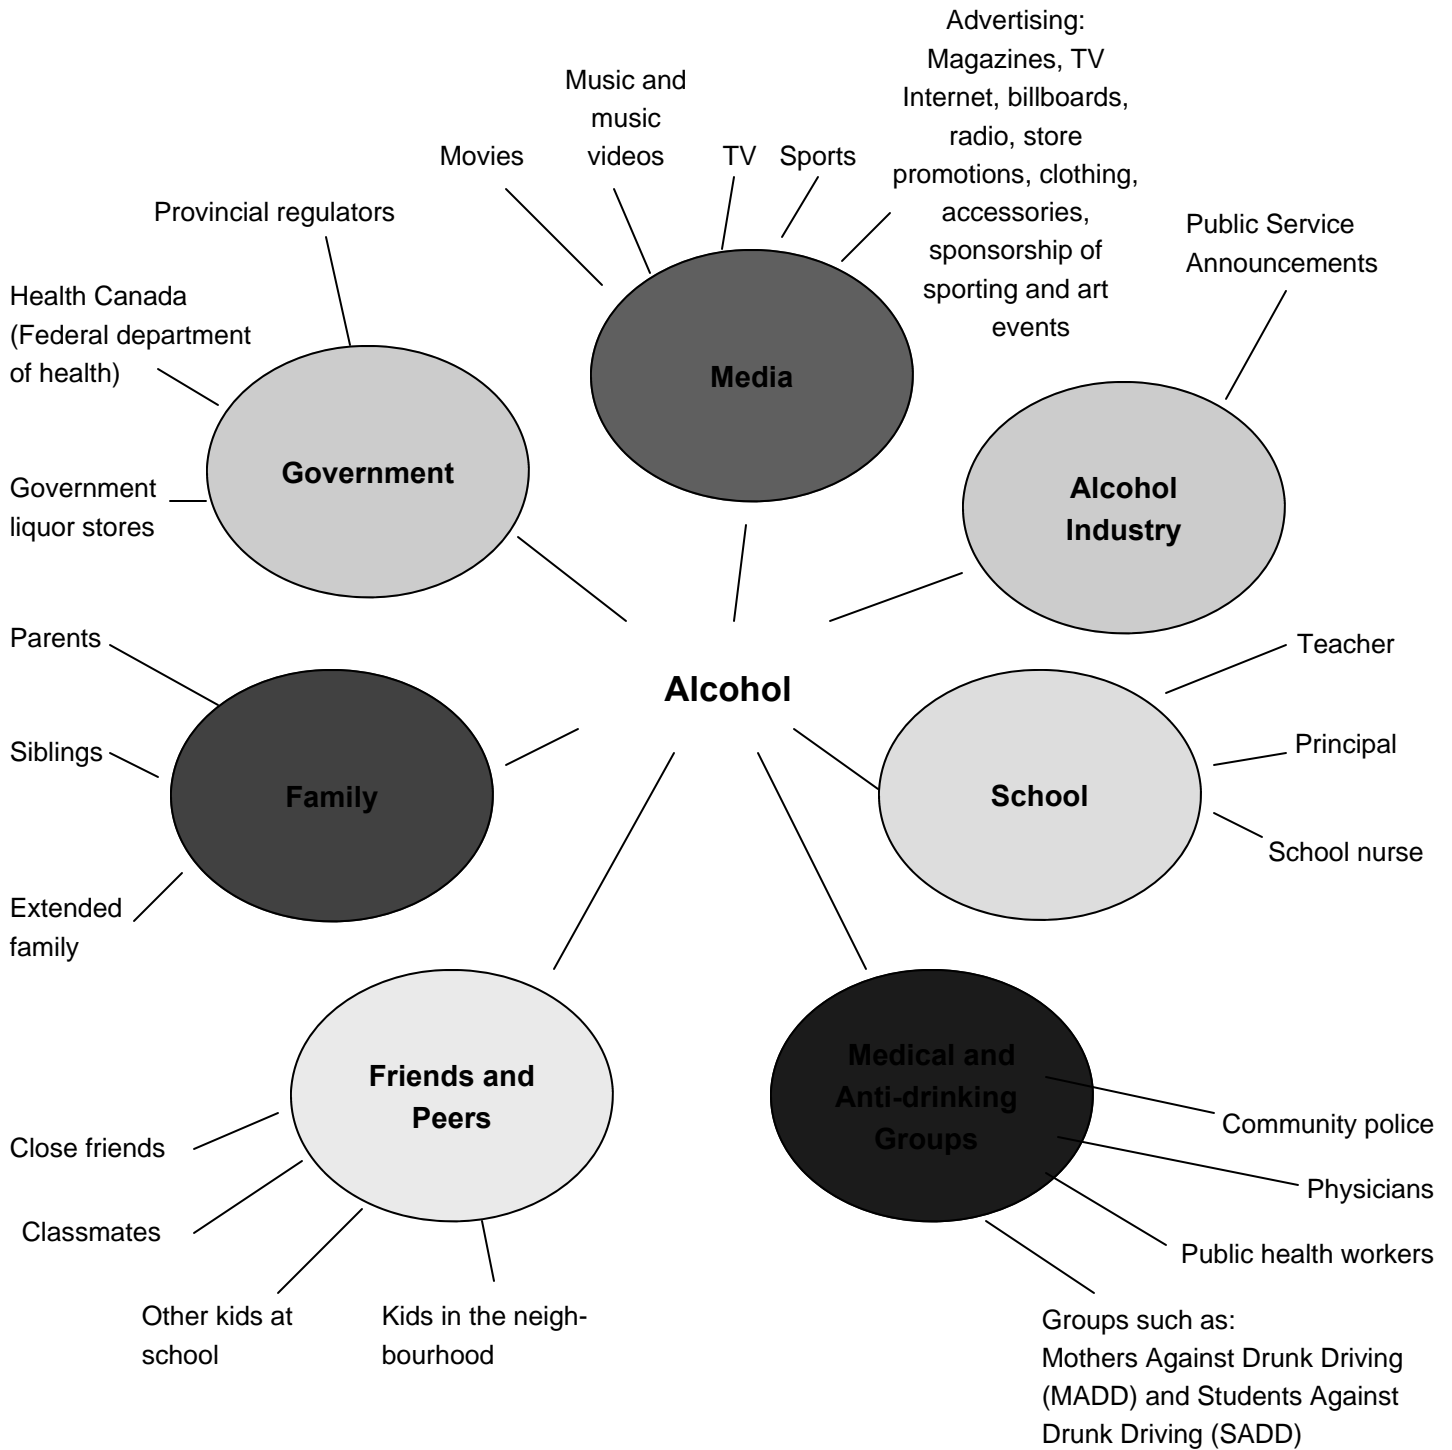 Advertising:
Magazines, TV
Internet, billboards,
radio, store
promotions, clothing,
accessories,
sponsorship of
sporting and art
events
Music and
music
videos
Movies
TV
Sports
Provincial regulators
Public Service
Announcements
Health Canada
(Federal department
of health)
Media
Government
Alcohol
Industry
Government
liquor stores
Parents
Alcohol
Teacher
Siblings
Principal
Family
School
School nurse
Extended
family
Friends and
Peers
Medical and
Anti-drinking
Groups
Close friends
Community police
Physicians
Classmates
Public health workers
Other kids at
school
Kids in the neigh-
bourhood
Groups such as:
Mothers Against Drunk Driving
(MADD) and Students Against
Drunk Driving (SADD)